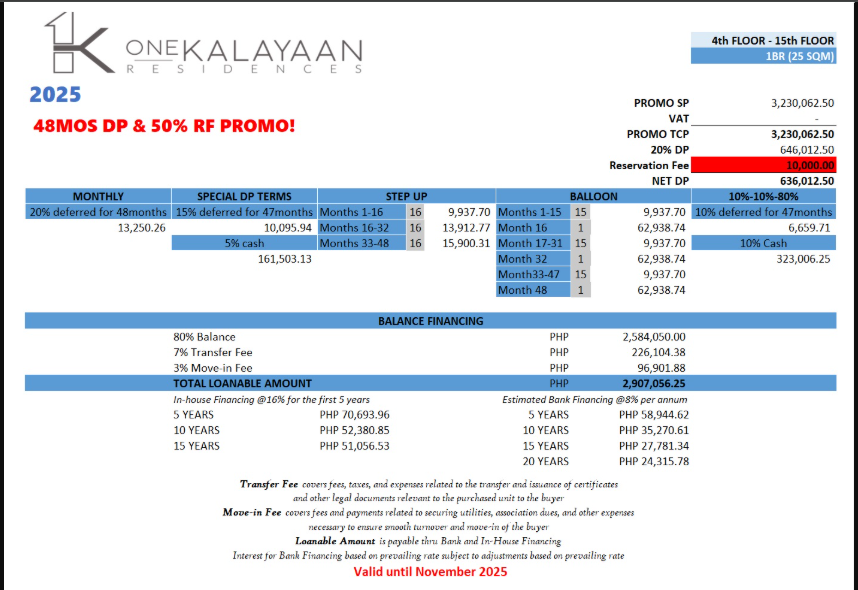 ONEKALAYAAN
RESIDENCES
4th FLOOR - 15th FLOOR
1BR (25 SQM)
2025
48MOS DP & 50% RF PROMO!
PROMO SP 3,230,062.50
VAT -
PROMO TCP 3,230,062.50
20% DP 646,012.50
Reservation Fee 10,000.00
NET DP 636,012.50
MONTHLY SPECIAL DP TERMS STEP UP BALLOON 10%-10%-80%
20% deferred for 48months 15% deferred for 47months Months 1-16 16 9,937.70 Months 1-15 15 9,937.70 10% deferred for 47months
13,250.26 10,095.94 Months 16-32 16 13,912.77 Month 16 1 62,938.74 6,659.71
5% cash Months 33-48 16 15,900.31 Month 17-31 15 9,937.70 10% Cash
161,503.13 Month 32 1 62,938.74 323,006.25
Month33-47 15 9,937.70
Month 48 1 62,938.74
BALANCE FINANCING
80% Balance PHP 2,584,050.00
7% Transfer Fee PHP 226,104.38
3% Move-in Fee PHP 96,901.88
TOTAL LOANABLE AMOUNT PHP 2,907,056.25
In-house Financing @16% for the first 5 years Estimated Bank Financing @8% per annum
5 YEARS PHP 70,693.96 5 YEARS PHP 58,944.62
10 YEARS PHP 52,380.85 10 YEARS PHP 35,270.61
15 YEARS PHP 51,056.53 15 YEARS PHP 27,781.34
20 YEARS PHP 24,315.78
Transfer Fee covers fees, taxes, and expenses related to the transfer and issuance of certificates
and other legal documents relevant to the purchased unit to the buyer
Move-in Fee covers fees and payments related to securing utilities, association dues, and other expenses
necessary to ensure smooth turnover and move-in of the buyer
Loanable Amount is payable thru Bank and In-House Financing
Interest for Bank Financing based on prevailing rate subject to adjustments based on prevailing rate
Valid until November 2025